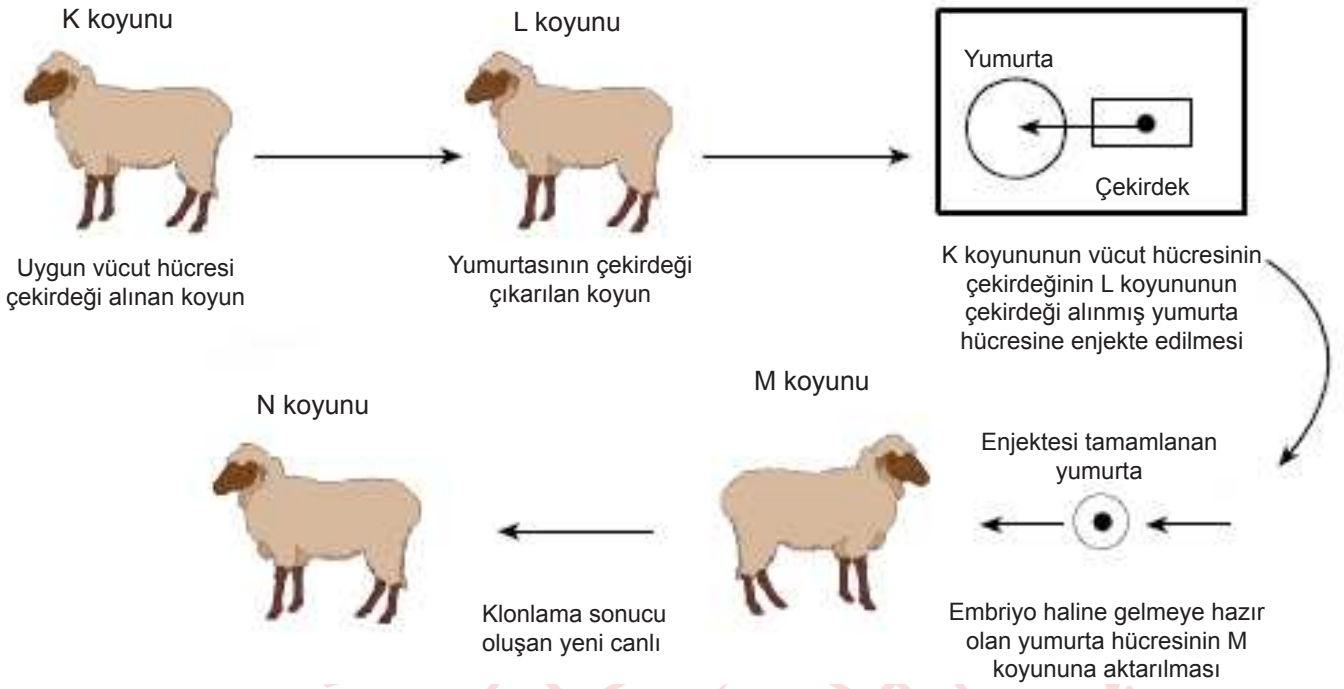 K koyunu
L koyunu
Yumurta
Çekirdek
Uygun vücut hücresi
çekirdeği alınan koyun
Yumurtasının çekirdeği
çıkarılan koyun
K koyununun vücut hücresinin
çekirdeğinin L koyununun
çekirdeği alınmış yumurta
hücresine enjekte edilmesi
N koyunu
M koyunu
Enjektesi tamamlanan
yumurta
Klonlama sonucu
oluşan yeni canlı
Embriyo haline gelmeye hazır
olan yumurta hücresinin M
koyununa aktarılması